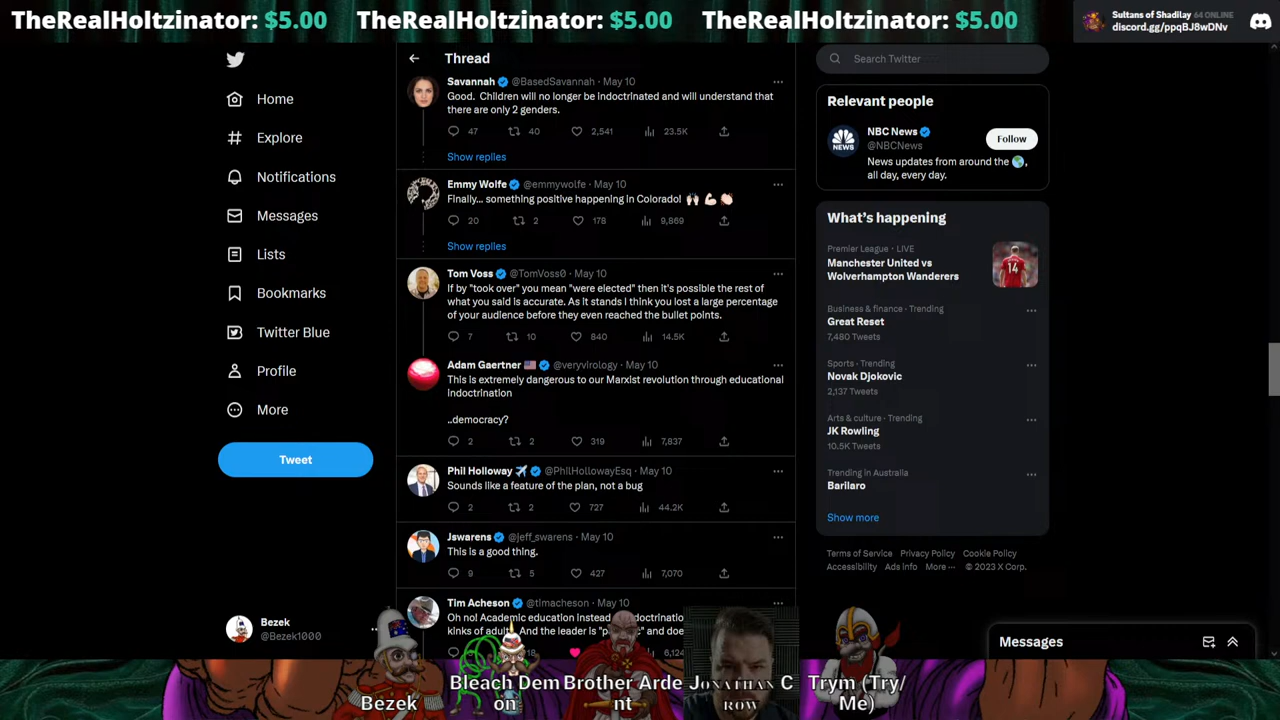 TheRealHoltzinator: $5.00 TheRealHoltzinator: $5.00 TheRealHoltzinator: $5.00
Sultans of Shadilay 64 ONLINE
discord.gg/ppqBJ8wDNv
Home
Explore
Notifications
Messages
Lists
Bookmarks
Twitter Blue
Profile
More
Tweet
Bezek
@Bezek1000
Thread
Savannah @BasedSavannah · May 10
Good. Children will no longer be indoctrinated and will understand that
there are only 2 genders.
47 40 2,541 23.5K
Show replies
Emmy Wolfe @emmywolfe · May 10
Finally... something positive happening in Colorado! 🙌🏻 💪🏻 👏🏻
20 2 178 9,869
Show replies
Tom Voss @TomVoss0 · May 10
If by "took over" you mean "were elected" then it's possible the rest of
what you said is accurate. As it stands I think you lost a large percentage
of your audience before they even reached the bullet points.
7 10 840 14.5K
Adam Gaertner 🇺🇸 @veryvirology · May 10
This is extremely dangerous to our Marxist revolution through educational
indoctrination
..democracy?
2 2 319 7,837
Phil Holloway ✈️ @PhilHollowayEsq · May 10
Sounds like a feature of the plan, not a bug
2 2 727 44.2K
Jswarens @jeff_swarens · May 10
This is a good thing.
9 5 427 7,070
Tim Acheson @timacheson · May 10
Oh no! Academic education instead
kinks of adul And the leader is and doe
6,124
Search Twitter
Relevant people
NEWS
NBC News
@NBCNews
Follow
News updates from around the 🌎,
all day, every day.
What's happening
Premier League · LIVE
Manchester United vs
Wolverhampton Wanderers
14
Business & finance · Trending
Great Reset
7,480 Tweets
Sports · Trending
Novak Djokovic
2,137 Tweets
Arts & culture · Trending
JK Rowling
10.5K Tweets
Trending in Australia
Barilaro
Show more
Terms of Service Privacy Policy Cookie Policy
Accessibility Ads info More ··· © 2023 X Corp.
Messages
Bezek
Bleach Dem
on
Brother Arde
nt
Jonathan C
row
Trym (Try/
Me)